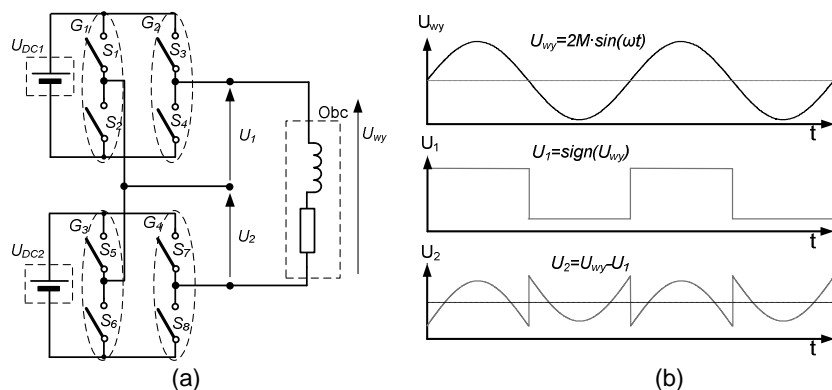 G₁ S₁ G₂ S₃
U_DC1
S₂ S₄
U₁
Obc
U_wy
G₃ S₅ G₄ S₇
U_DC2
U₂
S₆ S₈
(a)
U_wy
U_wy=2M·sin(ωt)
t
U₁
U₁=sign(U_wy)
t
U₂
U₂=U_wy-U₁
t
(b)